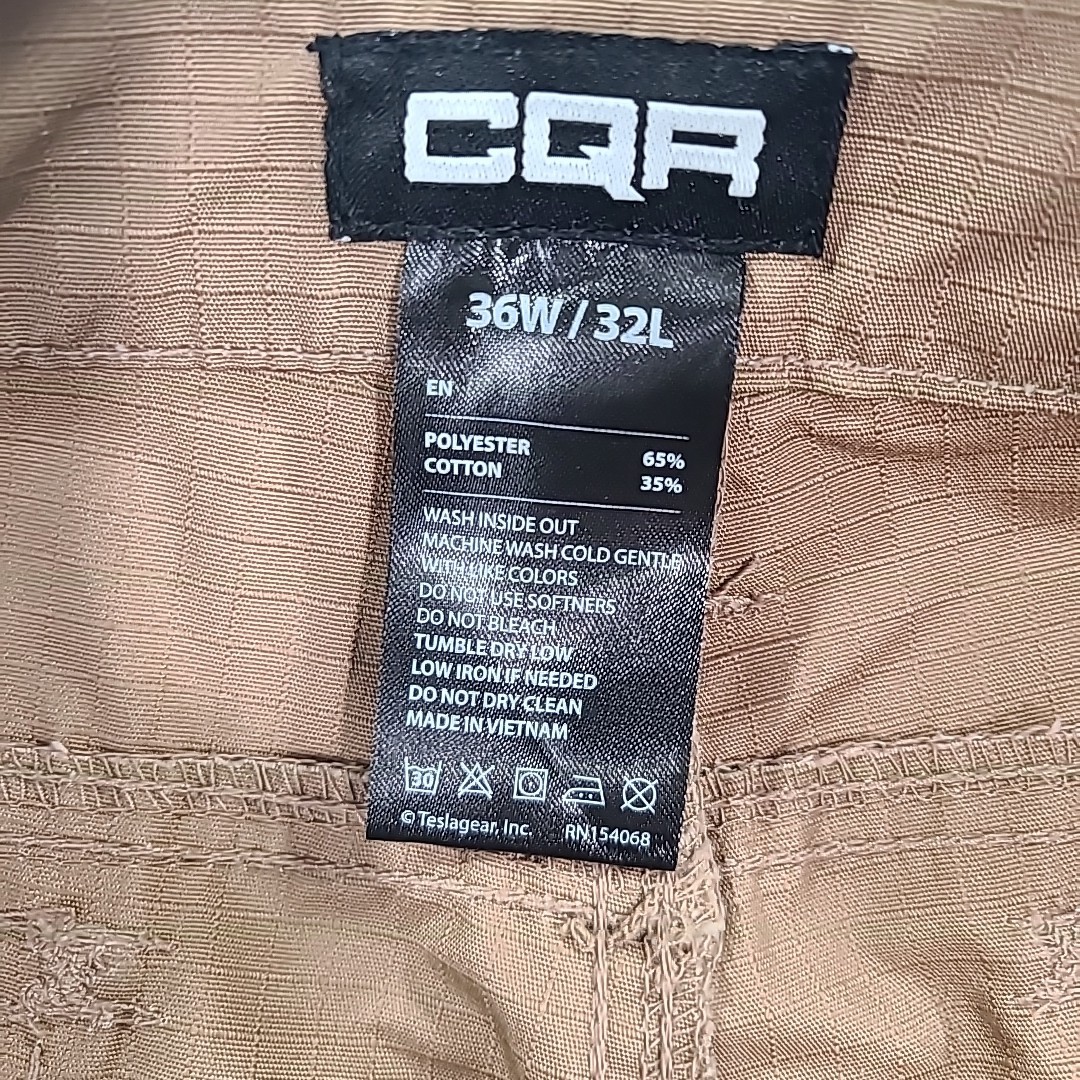 CQR
36W / 32L
EN
POLYESTER 65%
COTTON 35%
WASH INSIDE OUT
MACHINE WASH COLD GENTLE
WITH LIKE COLORS
DO NOT USE SOFTNERS
DO NOT BLEACH
TUMBLE DRY LOW
LOW IRON IF NEEDED
DO NOT DRY CLEAN
MADE IN VIETNAM
30
© Teslagear, Inc. RN154068